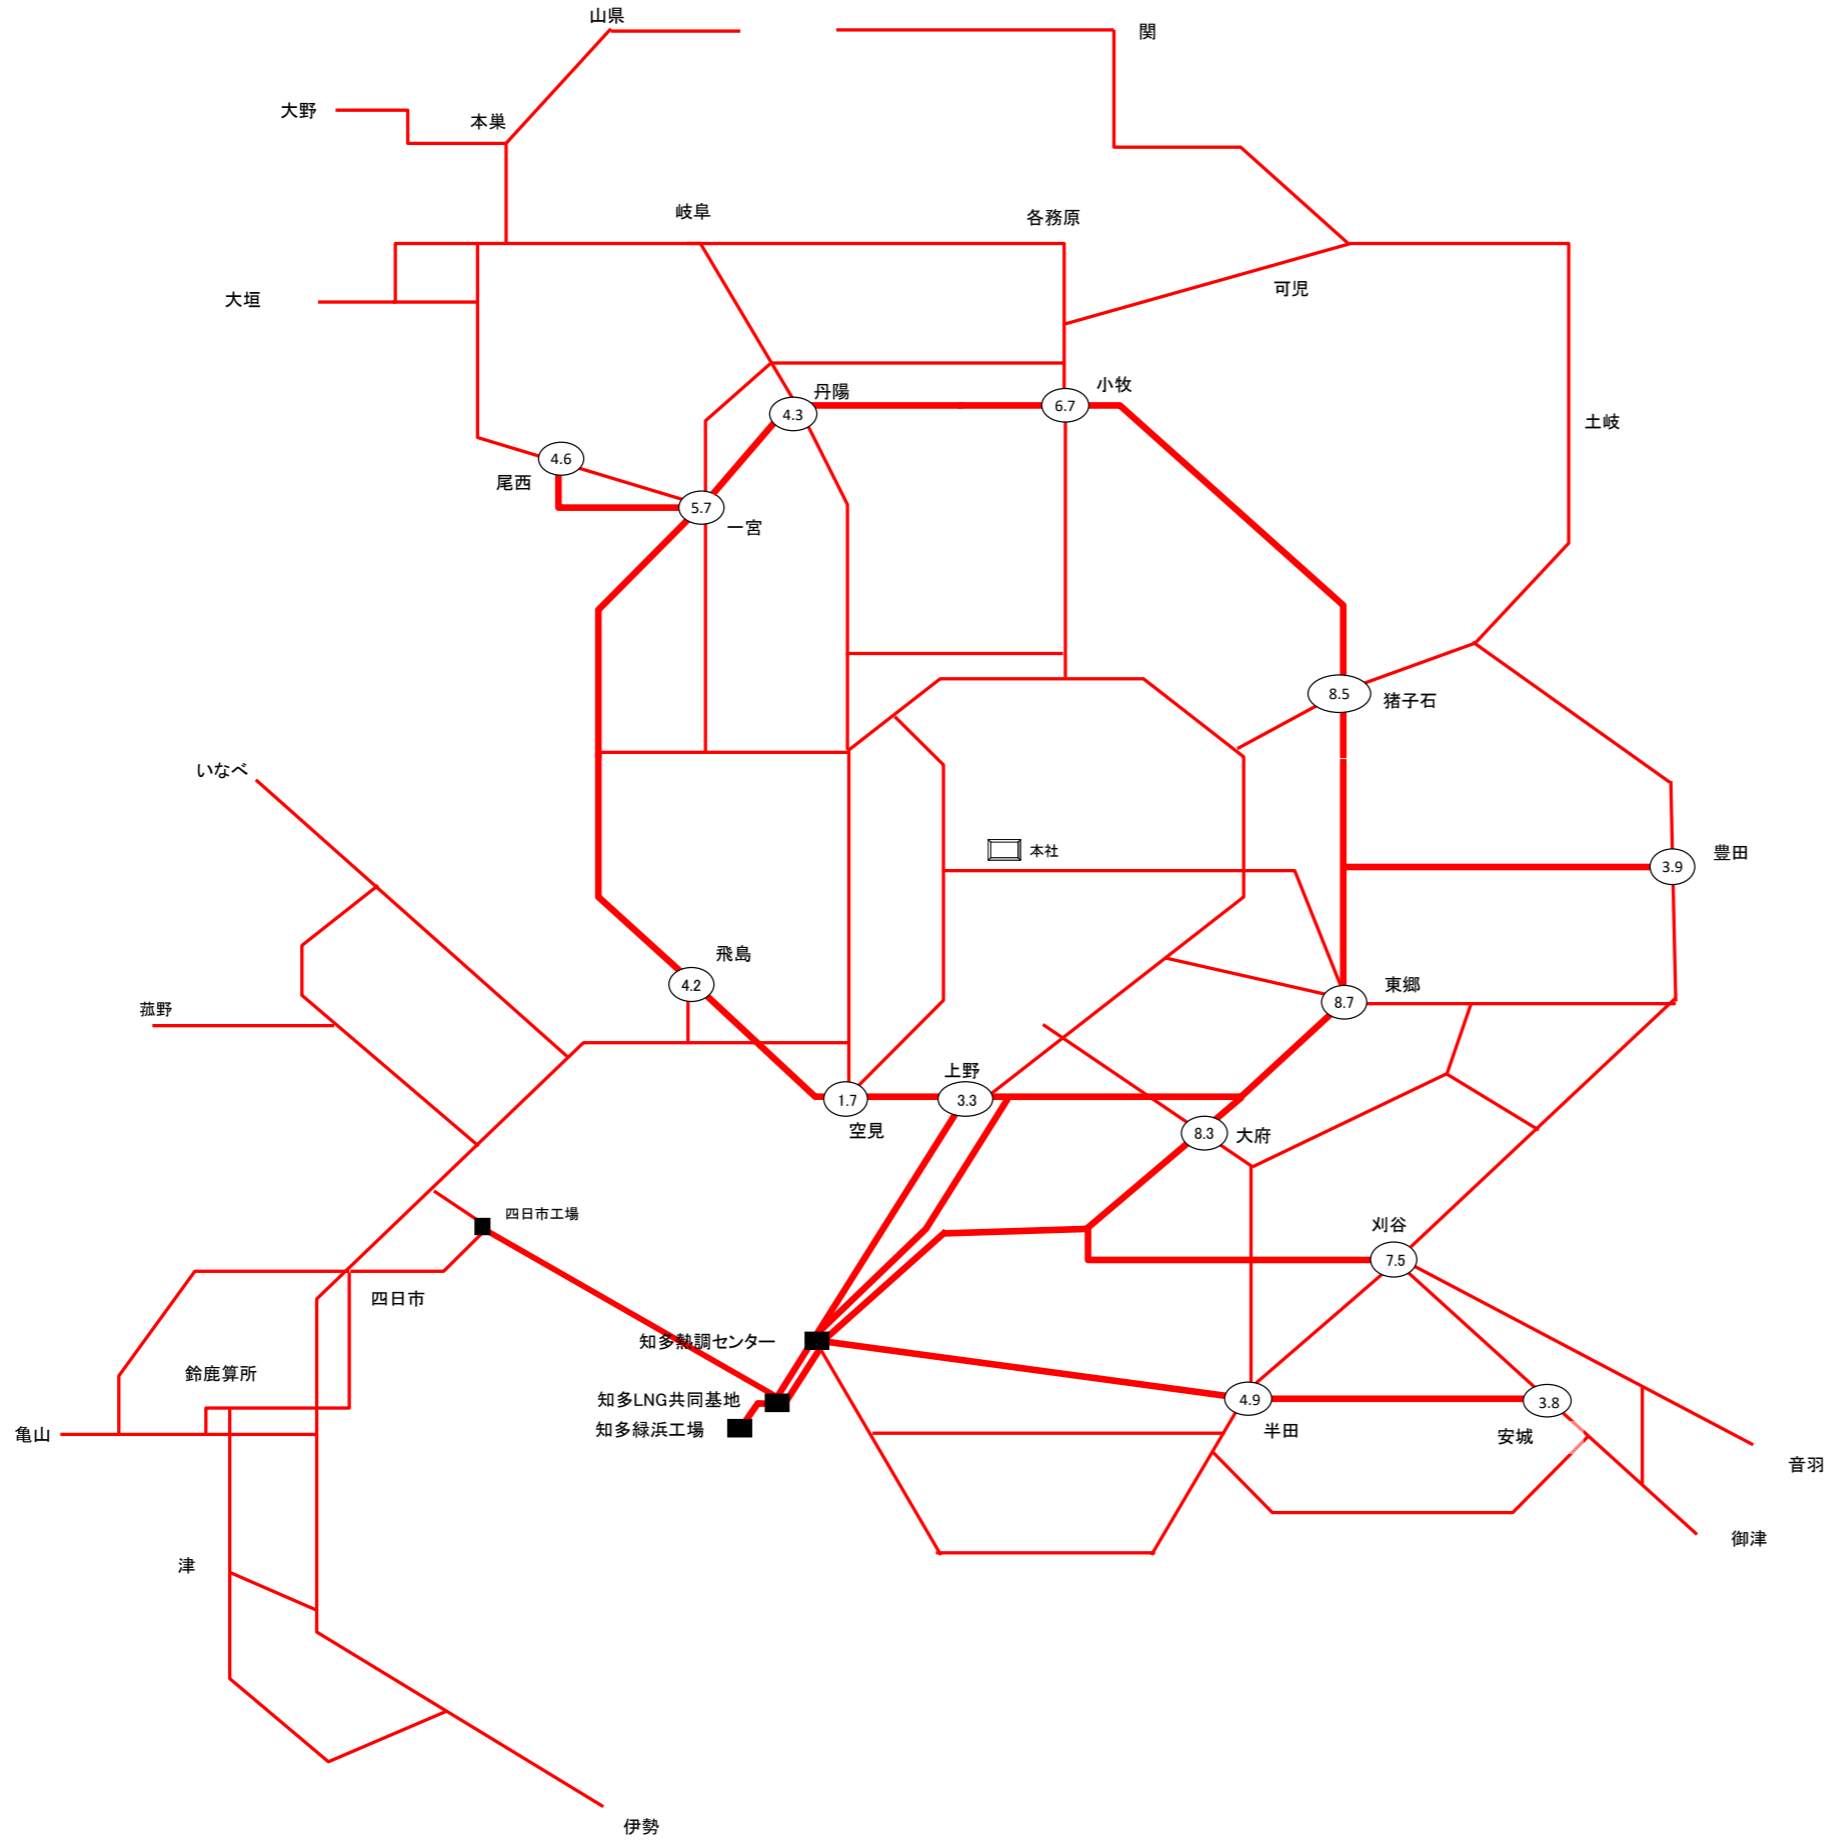 山県
関
大野
本巣
岐阜
各務原
可児
大垣
小牧
丹陽
6.7
4.3
土岐
4.6
尾西
5.7
一宮
8.5
猪子石
いなべ
本社
豊田
3.9
飛島
4.2
東郷
8.7
菰野
上野
1.7
3.3
空見
8.3
大府
四日市工場
刈谷
7.5
四日市
知多熱調センター
鈴鹿算所
知多LNG共同基地
4.9
3.8
亀山
知多緑浜工場
半田
安城
音羽
御津
津
伊勢